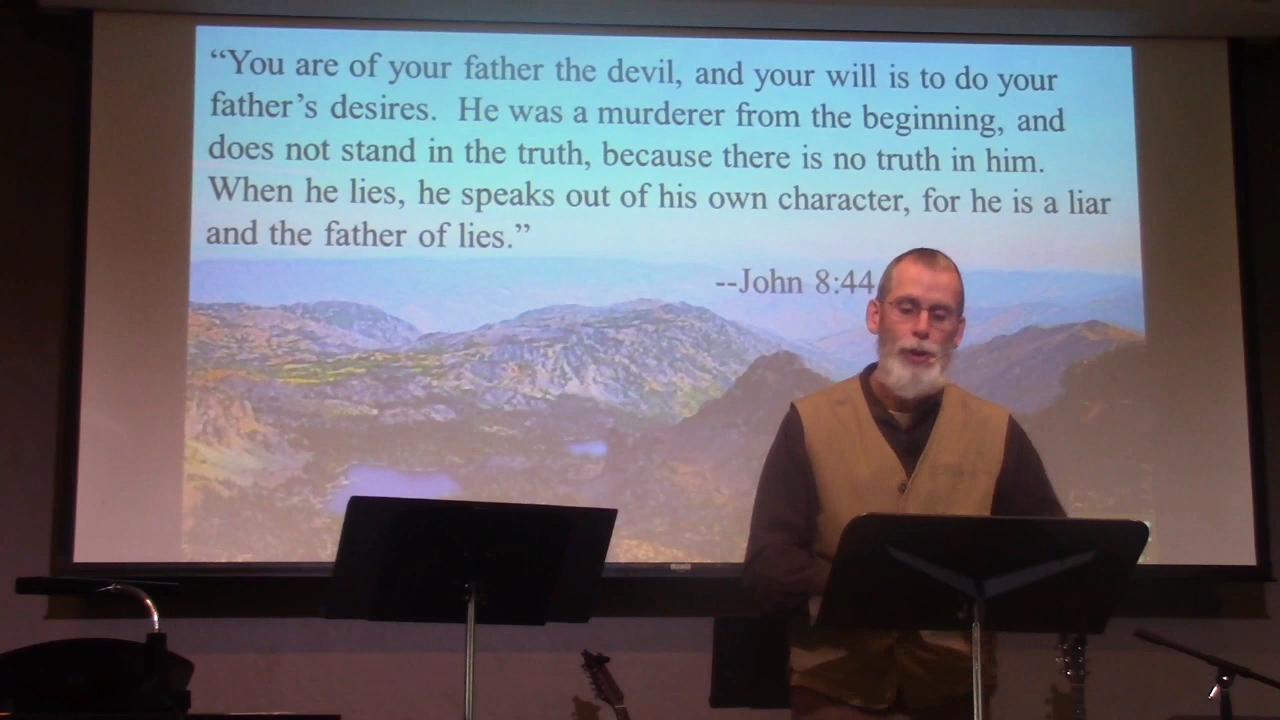 “You are of your father the devil, and your will is to do your
father’s desires.  He was a murderer from the beginning, and
does not stand in the truth, because there is no truth in him.
When he lies, he speaks out of his own character, for he is a liar
and the father of lies.”
--John 8:44